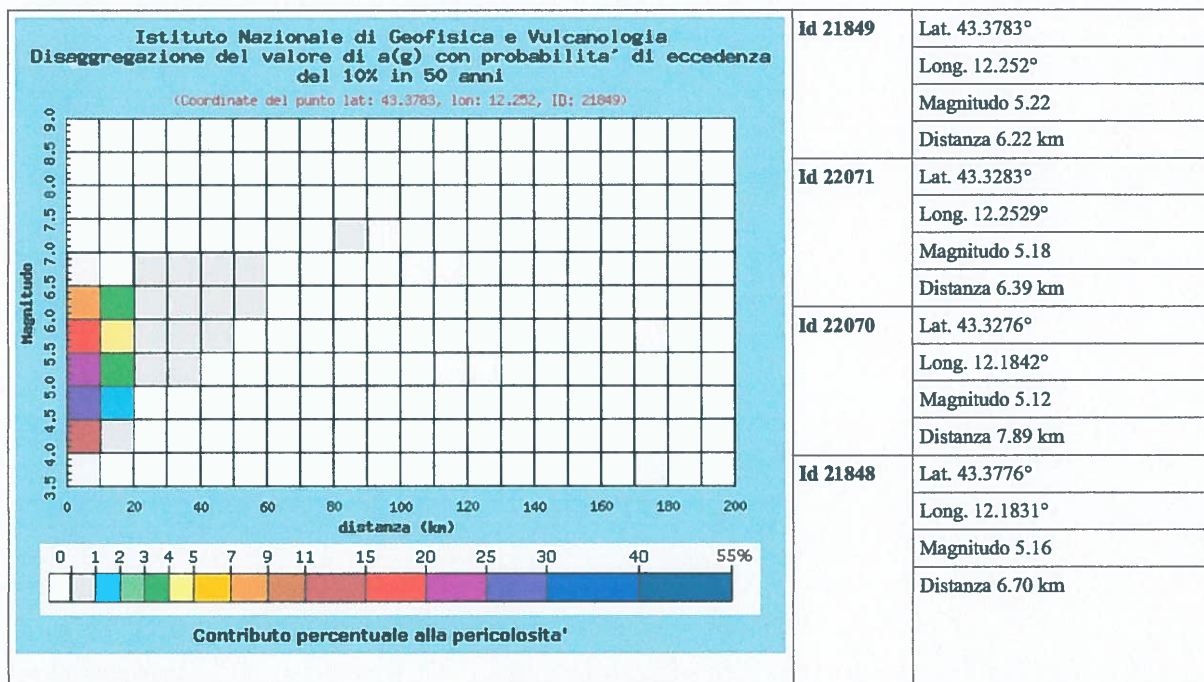 Istituto Nazionale di Geofisica e Vulcanologia
Disaggregazione del valore di a(g) con probabilita' di eccedenza
del 10% in 50 anni
(Coordinate del punto lat: 43.3783, lon: 12.252, ID: 21849)
Magnitudo
9.0
8.5
8.0
7.5
7.0
6.5
6.0
5.5
5.0
4.5
4.0
3.5
0 20 40 60 80 100 120 140 160 180 200
distanza (km)
0 1 2 3 4 5 7 9 11 15 20 25 30 40 55%
Contributo percentuale alla pericolosita'
Id 21849
Lat. 43.3783°
Long. 12.252°
Magnitudo 5.22
Distanza 6.22 km
Id 22071
Lat. 43.3283°
Long. 12.2529°
Magnitudo 5.18
Distanza 6.39 km
Id 22070
Lat. 43.3276°
Long. 12.1842°
Magnitudo 5.12
Distanza 7.89 km
Id 21848
Lat. 43.3776°
Long. 12.1831°
Magnitudo 5.16
Distanza 6.70 km